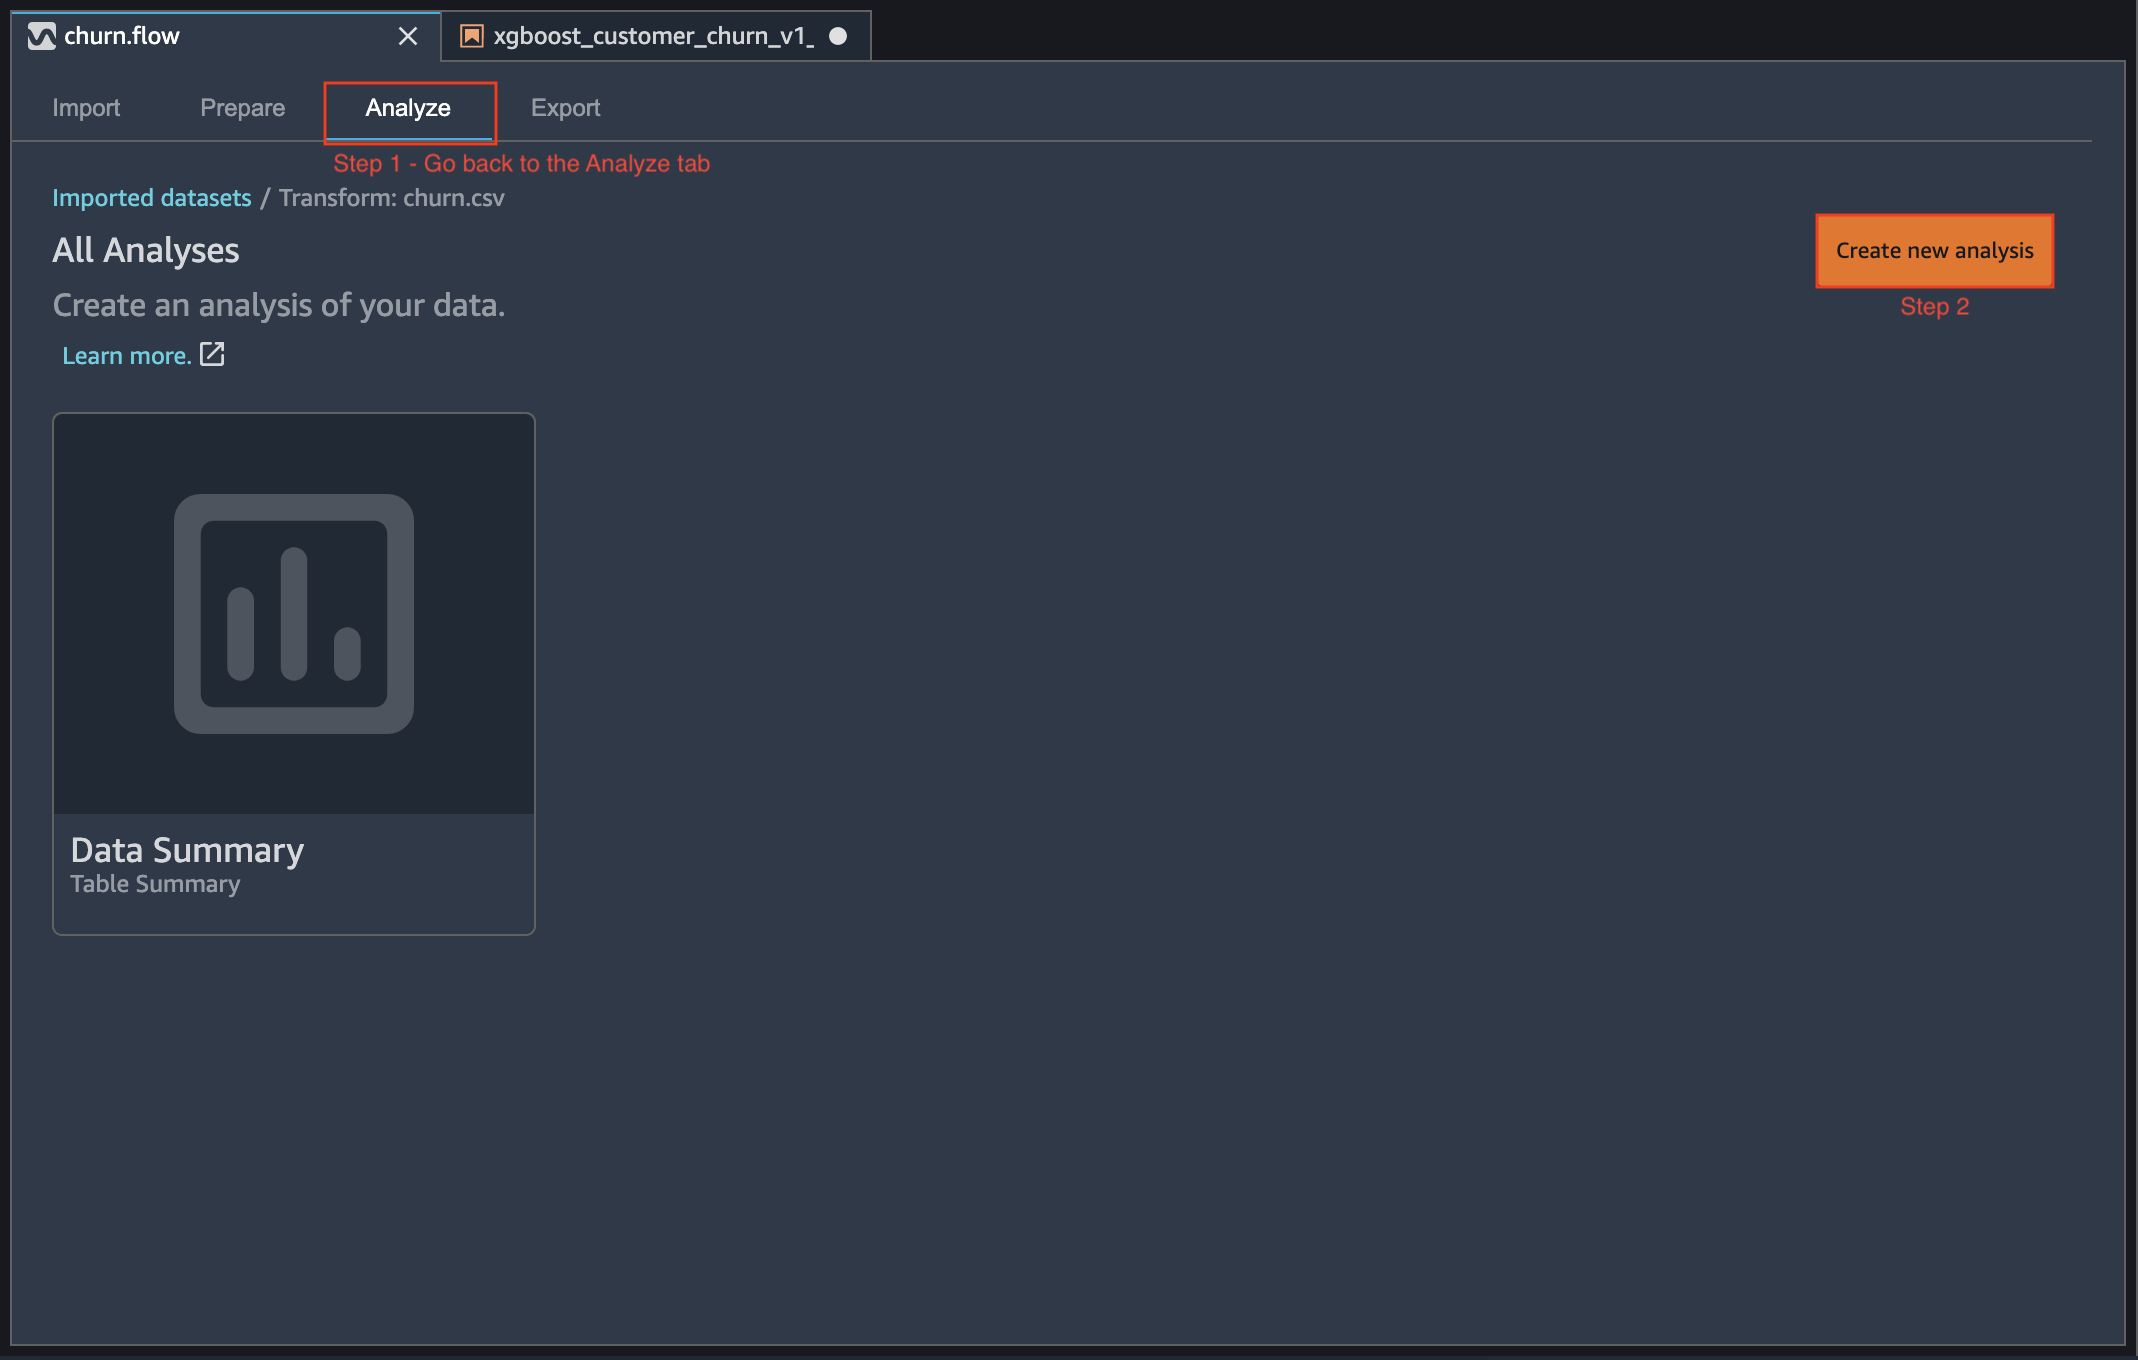 churn.flow
xgboost_customer_churn_v1_
Import
Prepare
Analyze
Export
Step 1 - Go back to the Analyze tab
Imported datasets / Transform: churn.csv
All Analyses
Create new analysis
Create an analysis of your data.
Step 2
Learn more.
Data Summary
Table Summary